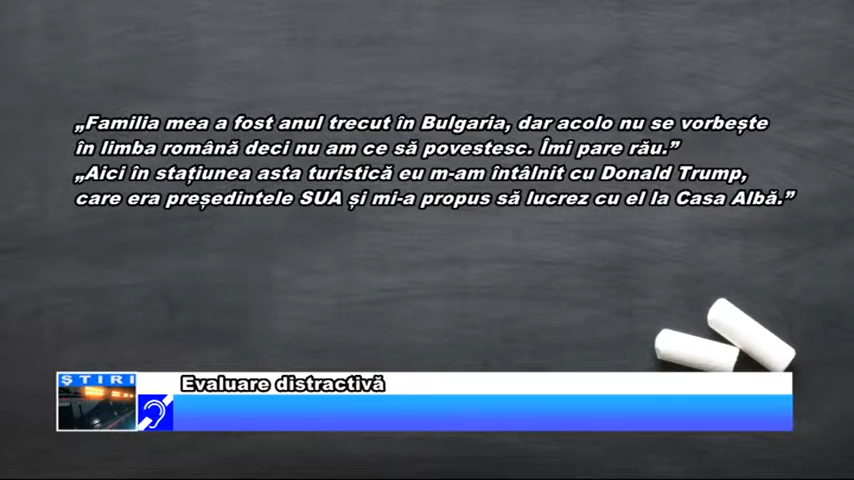 „Familia mea a fost anul trecut în Bulgaria, dar acolo nu se vorbește
în limba română deci nu am ce să povestesc. Îmi pare rău.”
„Aici în stațiunea asta turistică eu m-am întâlnit cu Donald Trump,
care era președintele SUA și mi-a propus să lucrez cu el la Casa Albă.”
ŞTIRI
Evaluare distractivă